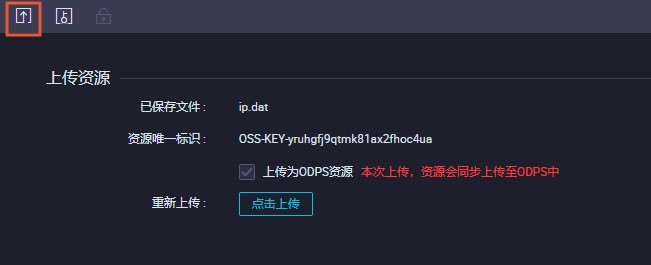 上传资源
已保存文件： ip.dat
资源唯一标识： OSS-KEY-yruhgfj9qtmk81ax2fhoc4ua
上传为ODPS资源 本次上传，资源会同步上传至ODPS中
重新上传： 点击上传